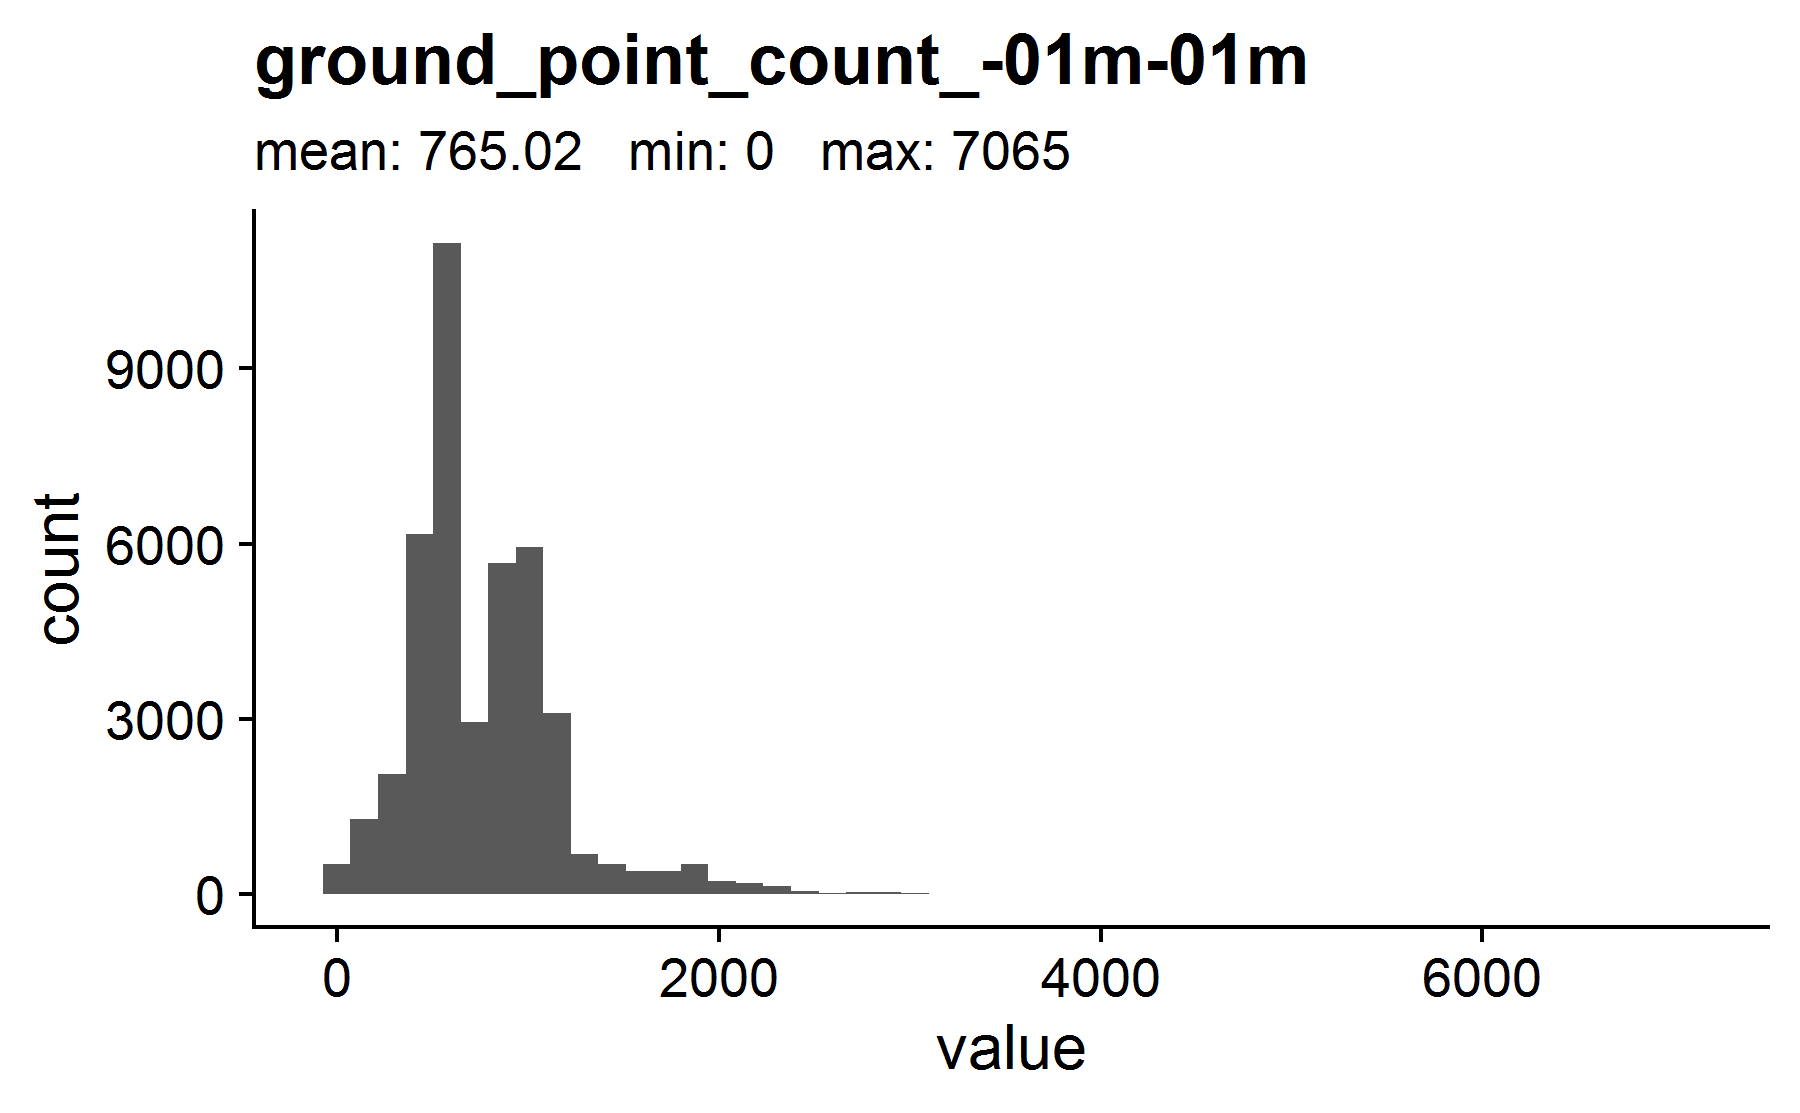 ground_point_count_-01m-01m
mean: 765.02 min: 0 max: 7065
count
9000
6000
3000
0
0 2000 4000 6000
value